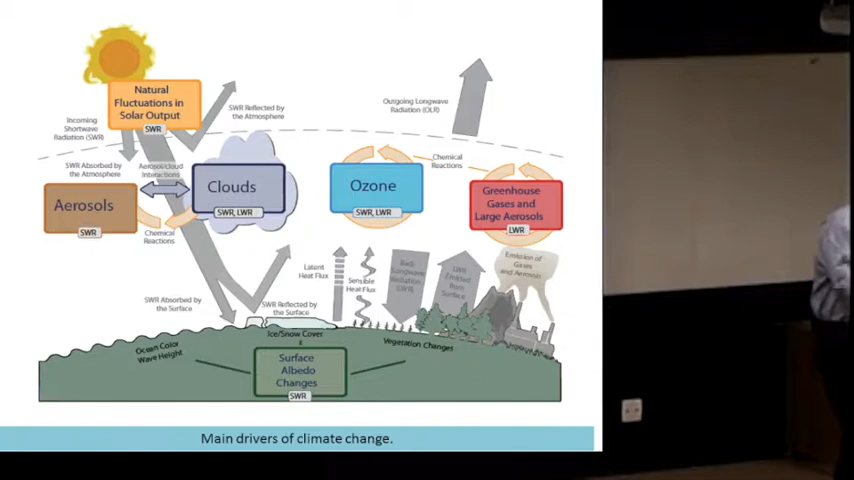 Natural
Fluctuations in
Solar Output
SWR
Incoming
Shortwave
Radiation (SWR)
SWR Reflected by
the Atmosphere
Outgoing Longwave
Radiation (OLR)
SWR Absorbed by
the Atmosphere
Aerosol/cloud
Interactions
Chemical
Reactions
Aerosols
SWR
Clouds
SWR, LWR
Ozone
SWR, LWR
Greenhouse
Gases and
Large Aerosols
LWR
Chemical
Reactions
Latent
Heat Flux
Sensible
Heat Flux
Back
Longwave
Radiation
(LWR)
LWR
Emitted
from
Surface
Emission of
Gases
and Aerosols
SWR Absorbed by
the Surface
SWR Reflected by
the Surface
Ocean Color
Wave Height
Ice/Snow Cover
Vegetation Changes
Surface
Albedo
Changes
SWR
Main drivers of climate change.